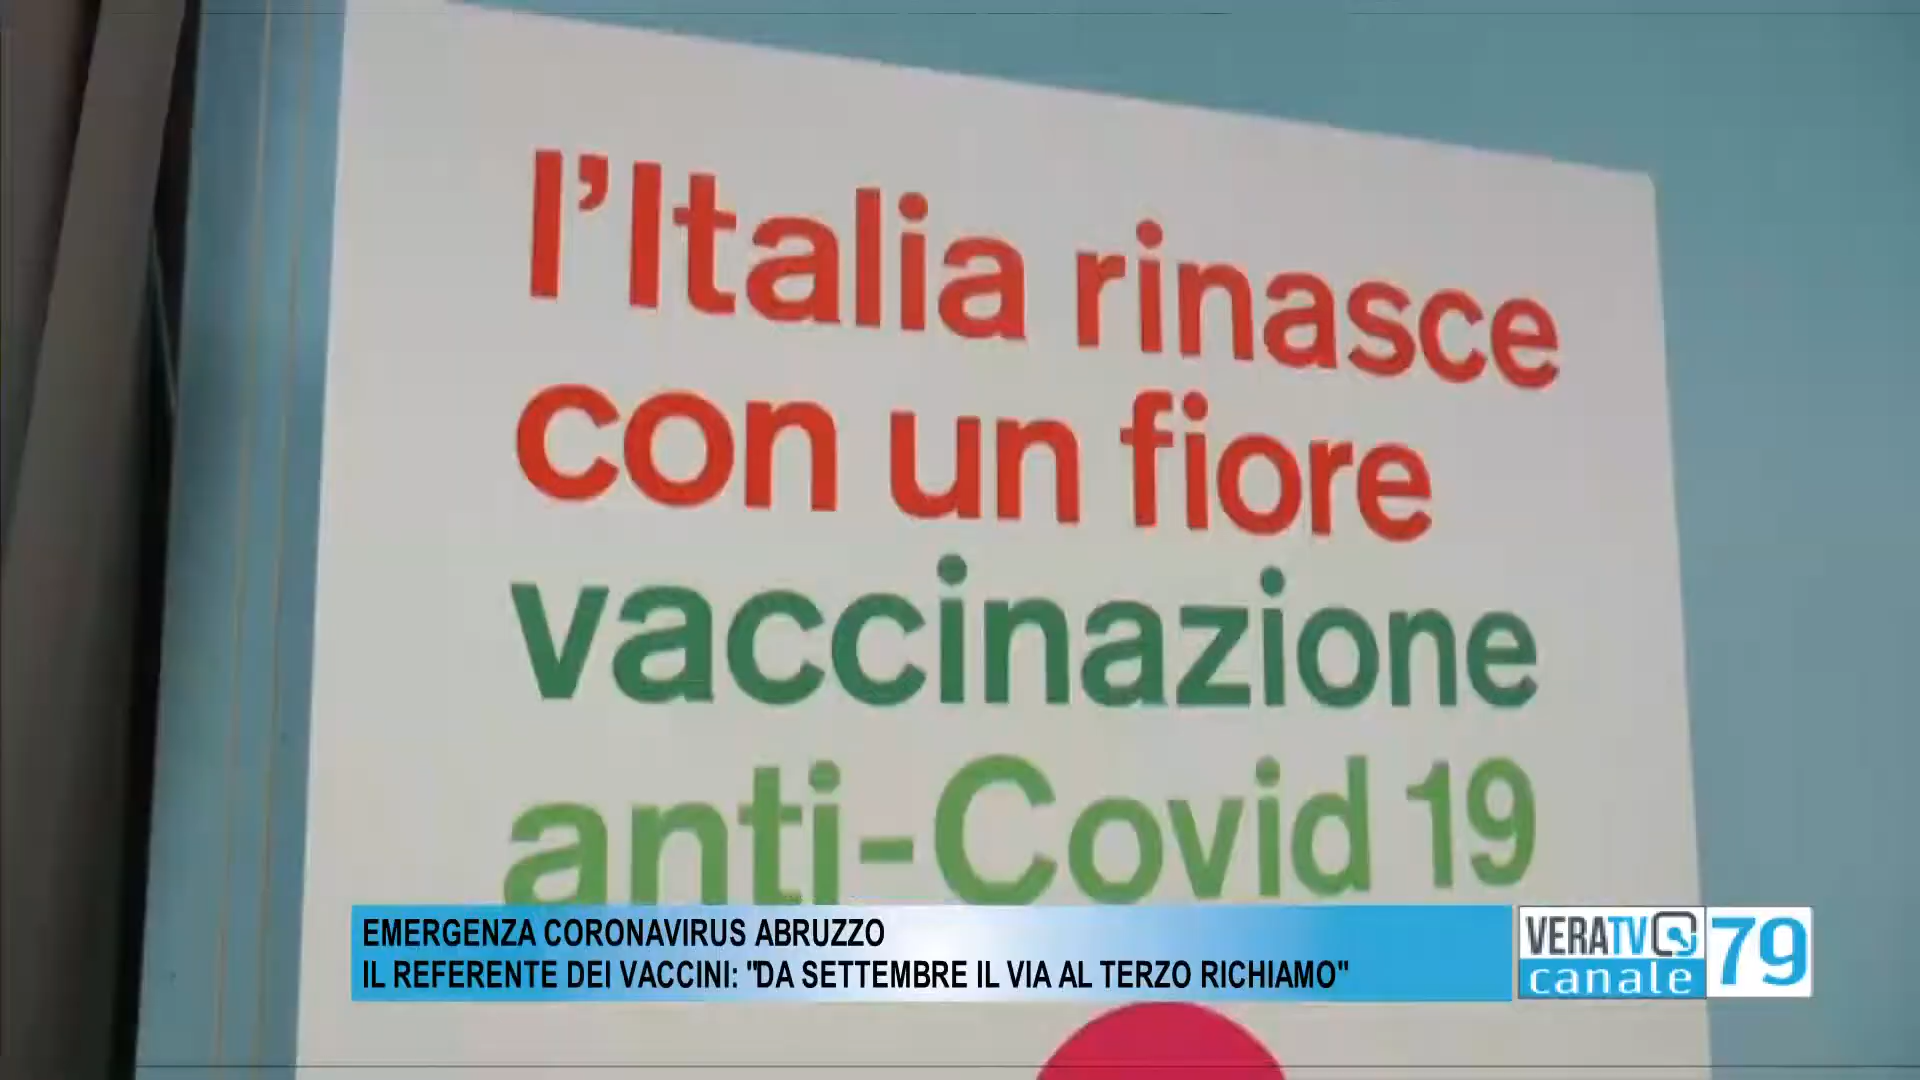 l'Italia rinasce
con un fiore
vaccinazione
anti-Covid 19
EMERGENZA CORONAVIRUS ABRUZZO
IL REFERENTE DEI VACCINI: "DA SETTEMBRE IL VIA AL TERZO RICHIAMO"
VERATV
canale
79